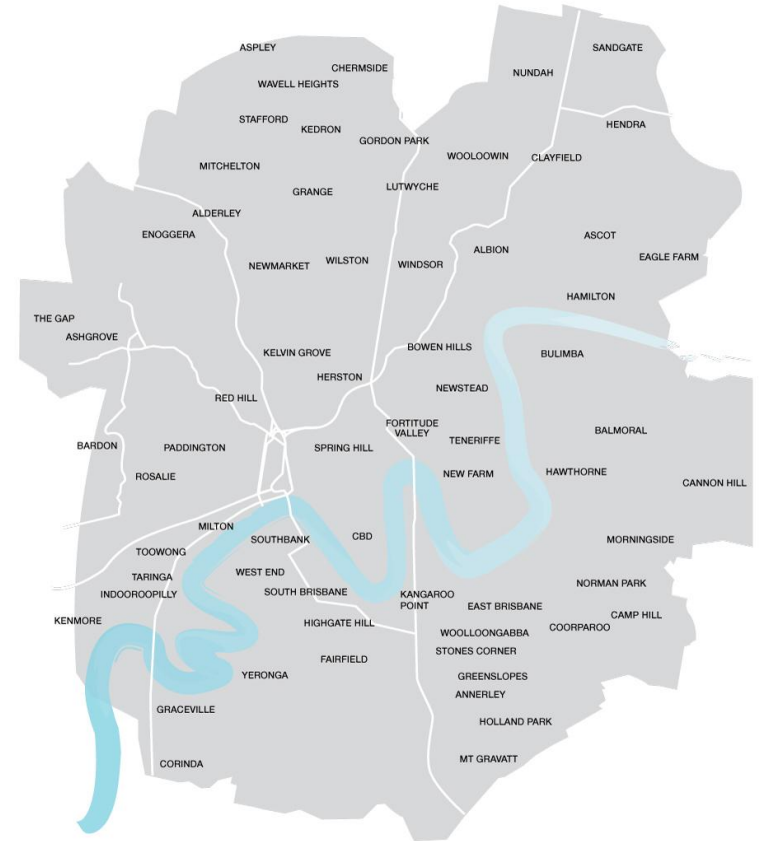 ASPLEY
SANDGATE
CHERMSIDE
NUNDAH
WAVELL HEIGHTS
STAFFORD
KEDRON
HENDRA
GORDON PARK
WOOLOOWIN
CLAYFIELD
MITCHELTON
GRANGE
LUTWYCHE
ALDERLEY
ENOGGERA
ASCOT
ALBION
EAGLE FARM
NEWMARKET
WILSTON
WINDSOR
HAMILTON
THE GAP
ASHGROVE
KELVIN GROVE
BOWEN HILLS
BULIMBA
HERSTON
NEWSTEAD
RED HILL
FORTITUDE
VALLEY
BALMORAL
TENERIFFE
BARDON
PADDINGTON
SPRING HILL
ROSALIE
NEW FARM
HAWTHORNE
CANNON HILL
MILTON
SOUTHBANK
CBD
MORNINGSIDE
TOOWONG
TARINGA
WEST END
NORMAN PARK
INDOOROOPILLY
SOUTH BRISBANE
KANGAROO
POINT
EAST BRISBANE
CAMP HILL
KENMORE
HIGHGATE HILL
COORPAROO
WOOLLOONGABBA
STONES CORNER
FAIRFIELD
YERONGA
GREENSLOPES
ANNERLEY
GRACEVILLE
HOLLAND PARK
MT GRAVATT
CORINDA